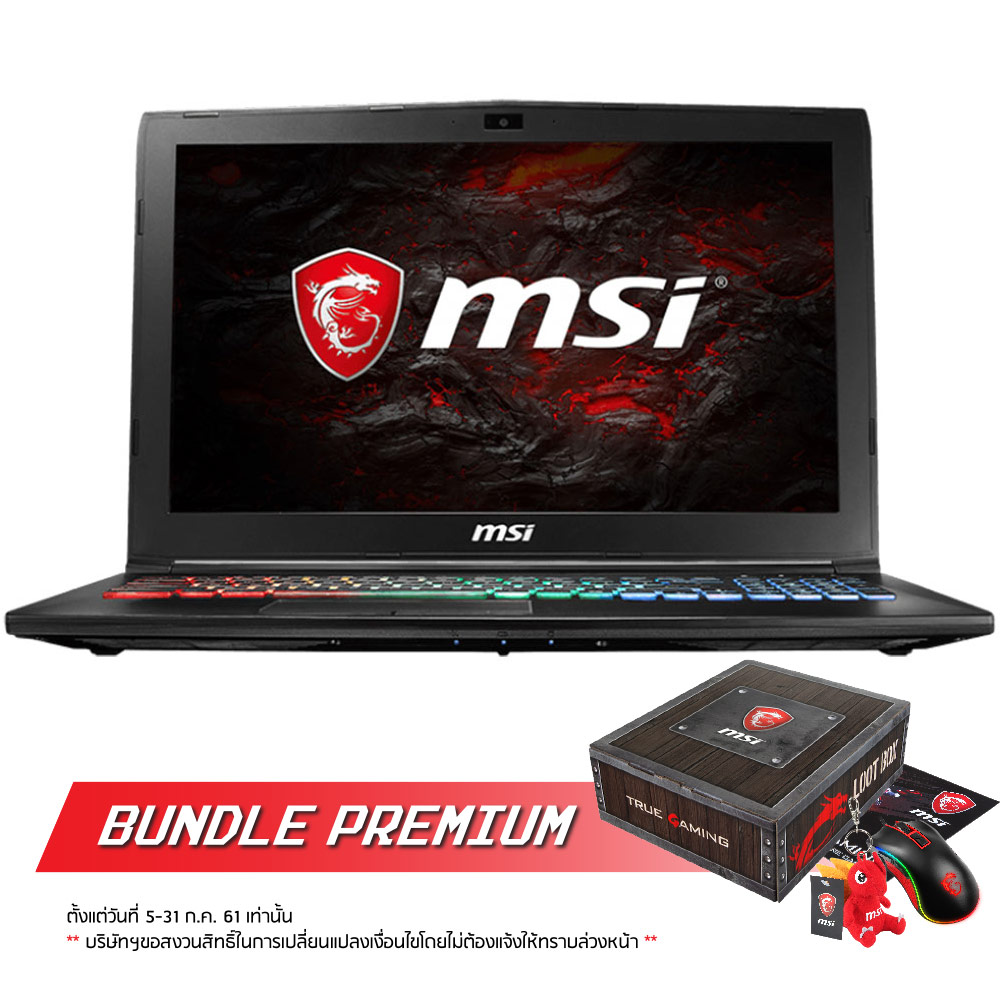 msi®
msi
msi
TRUE GAMING
LOOT BOX
BUNDLE PREMIUM
msi
msi
msi
ตั้งแต่วันที่ 5-31 ก.ค. 61 เท่านั้น
** บริษัทฯขอสงวนสิทธิ์ในการเปลี่ยนแปลงเงื่อนไขโดยไม่ต้องแจ้งให้ทราบล่วงหน้า **